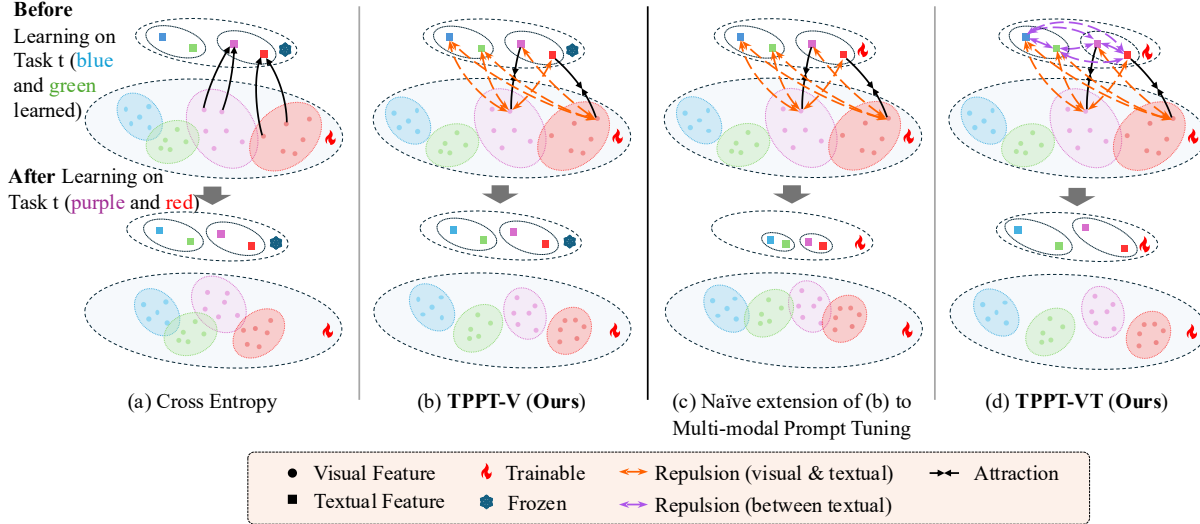 Before
Learning on
Task t (blue
and green
learned)
After Learning on
Task t (purple and red)
(a) Cross Entropy
(b) TPPT-V (Ours)
(c) Naïve extension of (b) to
Multi-modal Prompt Tuning
(d) TPPT-VT (Ours)
Visual Feature
Trainable
Repulsion (visual & textual)
Attraction
Textual Feature
Frozen
Repulsion (between textual)